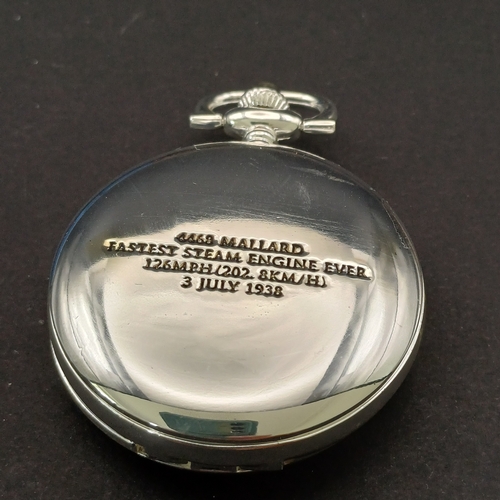 4468 MALLARD
FASTEST STEAM ENGINE EVER
126MPH (202. 8KM/H)
3 JULY 1938